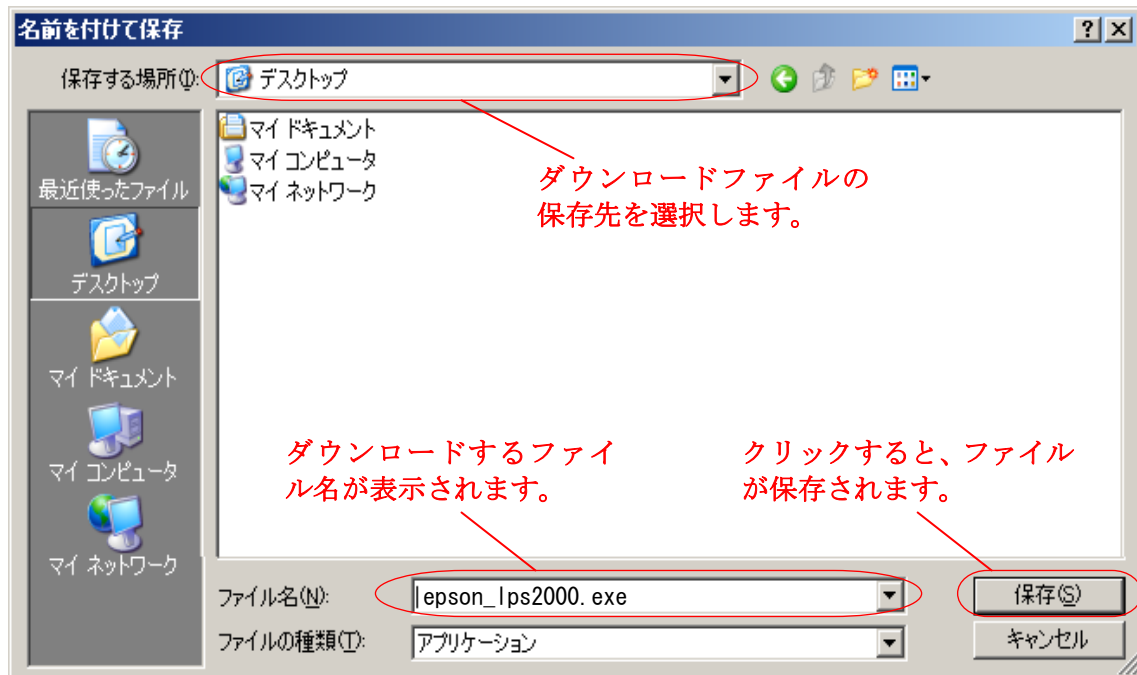 名前を付けて保存
保存する場所(I):
デスクトップ
マイ ドキュメント
マイ コンピュータ
マイ ネットワーク
最近使ったファイル
デスクトップ
マイ ドキュメント
マイ コンピュータ
マイ ネットワーク
ダウンロードファイルの
保存先を選択します。
ダウンロードするファイ
ル名が表示されます。
クリックすると、ファイル
が保存されます。
ファイル名(N):
epson_lps2000.exe
保存(S)
ファイルの種類(T):
アプリケーション
キャンセル